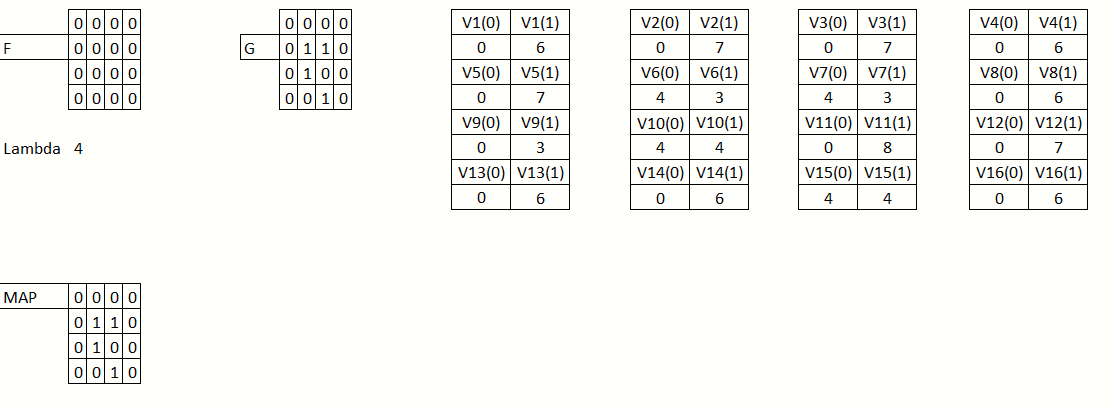 0 0 0 0 0 0 0 0 V1(0) V1(1) V2(0) V2(1) V3(0) V3(1) V4(0) V4(1)
F 0 0 0 0 G 0 1 1 0 0 6 0 7 0 7 0 6
0 0 0 0 0 1 0 0 V5(0) V5(1) V6(0) V6(1) V7(0) V7(1) V8(0) V8(1)
0 0 0 0 0 0 1 0 0 7 4 3 4 3 0 6
V9(0) V9(1) V10(0) V10(1) V11(0) V11(1) V12(0) V12(1)
Lambda 4 0 3 4 4 0 8 0 7
V13(0) V13(1) V14(0) V14(1) V15(0) V15(1) V16(0) V16(1)
0 6 0 6 4 4 0 6
MAP 0 0 0 0
0 1 1 0
0 1 0 0
0 0 1 0